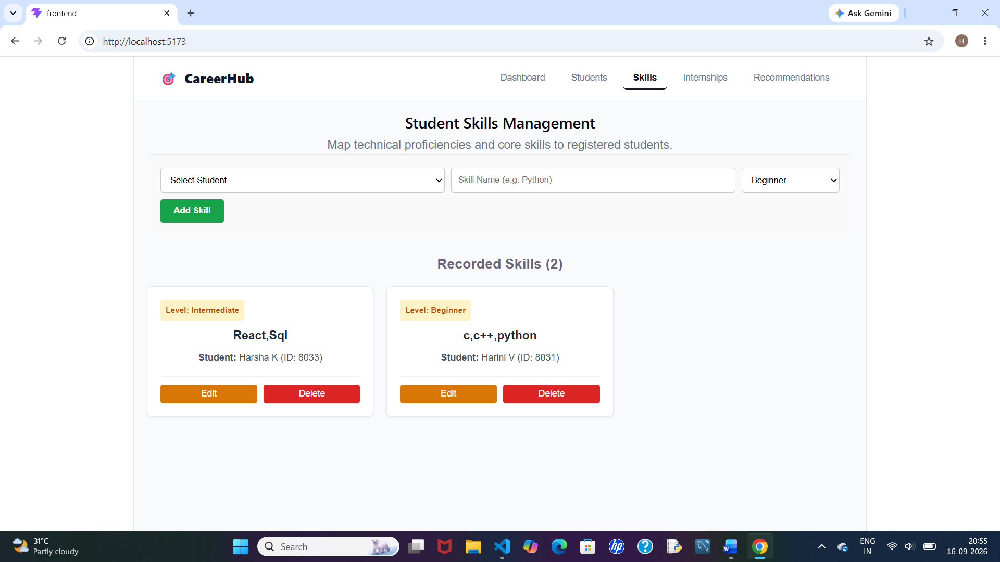 frontend
Ask Gemini
http://localhost:5173
H
CareerHub
Dashboard
Students
Skills
Internships
Recommendations
Student Skills Management
Map technical proficiencies and core skills to registered students.
Select Student
Skill Name (e.g. Python)
Beginner
Add Skill
Recorded Skills (2)
Level: Intermediate
React,Sql
Student: Harsha K (ID: 8033)
Edit
Delete
Level: Beginner
c,c++,python
Student: Harini V (ID: 8031)
Edit
Delete
31°C
Partly cloudy
Search
hp
?
W
ENG
IN
20:55
16-09-2026